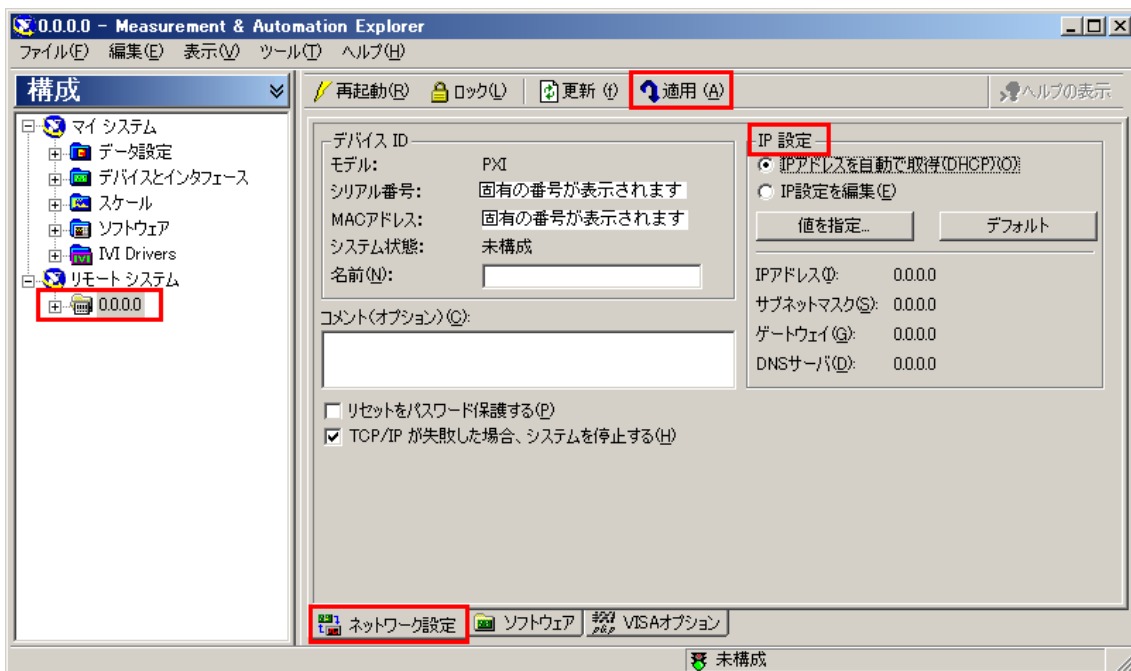 0.0.0.0 - Measurement & Automation Explorer
ファイル(F) 編集(E) 表示(V) ツール(T) ヘルプ(H)
構成
再起動(R) ロック(L) 更新 (f) 適用 (A) ヘルプの表示
マイ システム
データ設定
デバイスとインタフェース
スケール
ソフトウェア
IVI Drivers
リモート システム
0.0.0.0
デバイス ID
モデル: PXI
シリアル番号: 固有の番号が表示されます
MACアドレス: 固有の番号が表示されます
システム状態: 未構成
名前(N):
コメント(オプション)(C):
リセットをパスワード保護する(P)
TCP/IP が失敗した場合、システムを停止する(H)
IP 設定
IPアドレスを自動で取得(DHCP)(O)
IP設定を編集(E)
値を指定... デフォルト
IPアドレス(I): 0.0.0.0
サブネットマスク(S): 0.0.0.0
ゲートウェイ(G): 0.0.0.0
DNSサーバ(D): 0.0.0.0
ネットワーク設定 ソフトウェア VISAオプション
未構成